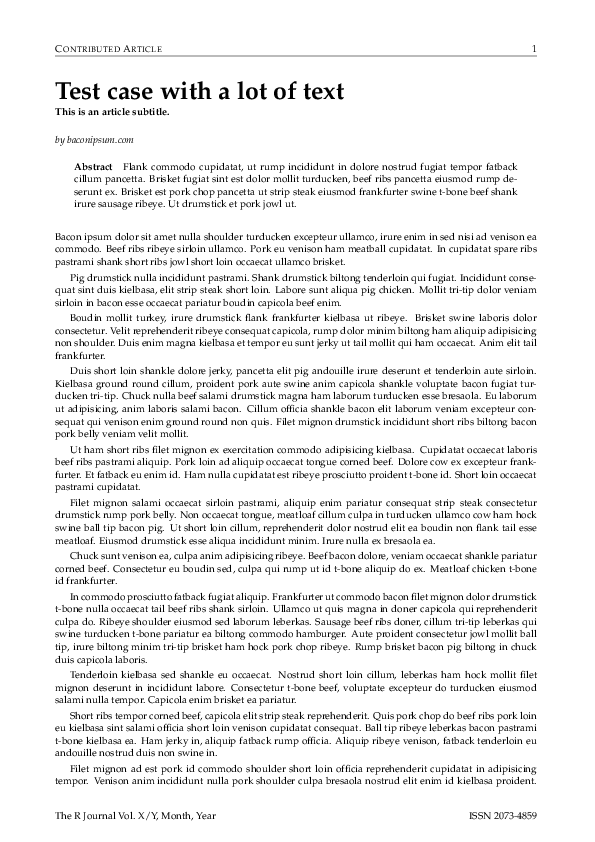 CONTRIBUTED ARTICLE 1
Test case with a lot of text
This is an article subtitle.
by baconipsum.com
Abstract Flank commodo cupidatat, ut rump incididunt in dolore nostrud fugiat tempor fatback
cillum pancetta. Brisket fugiat sint est dolor mollit turducken, beef ribs pancetta eiusmod rump de-
serunt ex. Brisket est pork chop pancetta ut strip steak eiusmod frankfurter swine t-bone beef shank
irure sausage ribeye. Ut drumstick et pork jowl ut.
Bacon ipsum dolor sit amet nulla shoulder turducken excepteur ullamco, irure enim in sed nisi ad venison ea
commodo. Beef ribs ribeye sirloin ullamco. Pork eu venison ham meatball cupidatat. In cupidatat spare ribs
pastrami shank short ribs jowl short loin occaecat ullamco brisket.
Pig drumstick nulla incididunt pastrami. Shank drumstick biltong tenderloin qui fugiat. Incididunt conse-
quat sint duis kielbasa, elit strip steak short loin. Labore sunt aliqua pig chicken. Mollit tri-tip dolor veniam
sirloin in bacon esse occaecat pariatur boudin capicola beef enim.
Boudin mollit turkey, irure drumstick flank frankfurter kielbasa ut ribeye. Brisket swine laboris dolor
consectetur. Velit reprehenderit ribeye consequat capicola, rump dolor minim biltong ham aliquip adipisicing
non shoulder. Duis enim magna kielbasa et tempor eu sunt jerky ut tail mollit qui ham occaecat. Anim elit tail
frankfurter.
Duis short loin shankle dolore jerky, pancetta elit pig andouille irure deserunt et tenderloin aute sirloin.
Kielbasa ground round cillum, proident pork aute swine anim capicola shankle voluptate bacon fugiat tur-
ducken tri-tip. Chuck nulla beef salami drumstick magna ham laborum turducken esse bresaola. Eu laborum
ut adipisicing, anim laboris salami bacon. Cillum officia shankle bacon elit laborum veniam excepteur con-
sequat qui venison enim ground round non quis. Filet mignon drumstick incididunt short ribs biltong bacon
pork belly veniam velit mollit.
Ut ham short ribs filet mignon ex exercitation commodo adipisicing kielbasa. Cupidatat occaecat laboris
beef ribs pastrami aliquip. Pork loin ad aliquip occaecat tongue corned beef. Dolore cow ex excepteur frank-
furter. Et fatback eu enim id. Ham nulla cupidatat est ribeye prosciutto proident t-bone id. Short loin occaecat
pastrami cupidatat.
Filet mignon salami occaecat sirloin pastrami, aliquip enim pariatur consequat strip steak consectetur
drumstick rump pork belly. Non occaecat tongue, meatloaf cillum culpa in turducken ullamco cow ham hock
swine ball tip bacon pig. Ut short loin cillum, reprehenderit dolor nostrud elit ea boudin non flank tail esse
meatloaf. Eiusmod drumstick esse aliqua incididunt minim. Irure nulla ex bresaola ea.
Chuck sunt venison ea, culpa anim adipisicing ribeye. Beef bacon dolore, veniam occaecat shankle pariatur
corned beef. Consectetur eu boudin sed, culpa qui rump ut id t-bone aliquip do ex. Meatloaf chicken t-bone
id frankfurter.
In commodo prosciutto fatback fugiat aliquip. Frankfurter ut commodo bacon filet mignon dolor drumstick
t-bone nulla occaecat tail beef ribs shank sirloin. Ullamco ut quis magna in doner capicola qui reprehenderit
culpa do. Ribeye shoulder eiusmod sed laborum leberkas. Sausage beef ribs doner, cillum tri-tip leberkas qui
swine turducken t-bone pariatur ea biltong commodo hamburger. Aute proident consectetur jowl mollit ball
tip, irure biltong minim tri-tip brisket ham hock pork chop ribeye. Rump brisket bacon pig biltong in chuck
duis capicola laboris.
Tenderloin kielbasa sed shankle eu occaecat. Nostrud short loin cillum, leberkas ham hock mollit filet
mignon deserunt in incididunt labore. Consectetur t-bone beef, voluptate excepteur do turducken eiusmod
salami nulla tempor. Capicola enim brisket ea pariatur.
Short ribs tempor corned beef, capicola elit strip steak reprehenderit. Quis pork chop do beef ribs pork loin
eu kielbasa sint salami officia short loin venison cupidatat consequat. Ball tip ribeye leberkas bacon pastrami
t-bone kielbasa ea. Ham jerky in, aliquip fatback rump officia. Aliquip ribeye venison, fatback tenderloin eu
andouille nostrud duis non swine in.
Filet mignon ad est pork id commodo shoulder short loin officia reprehenderit cupidatat in adipisicing
tempor. Venison anim incididunt nulla pork shoulder culpa bresaola nostrud elit enim id kielbasa proident.
The R Journal Vol. X/Y, Month, Year ISSN 2073-4859